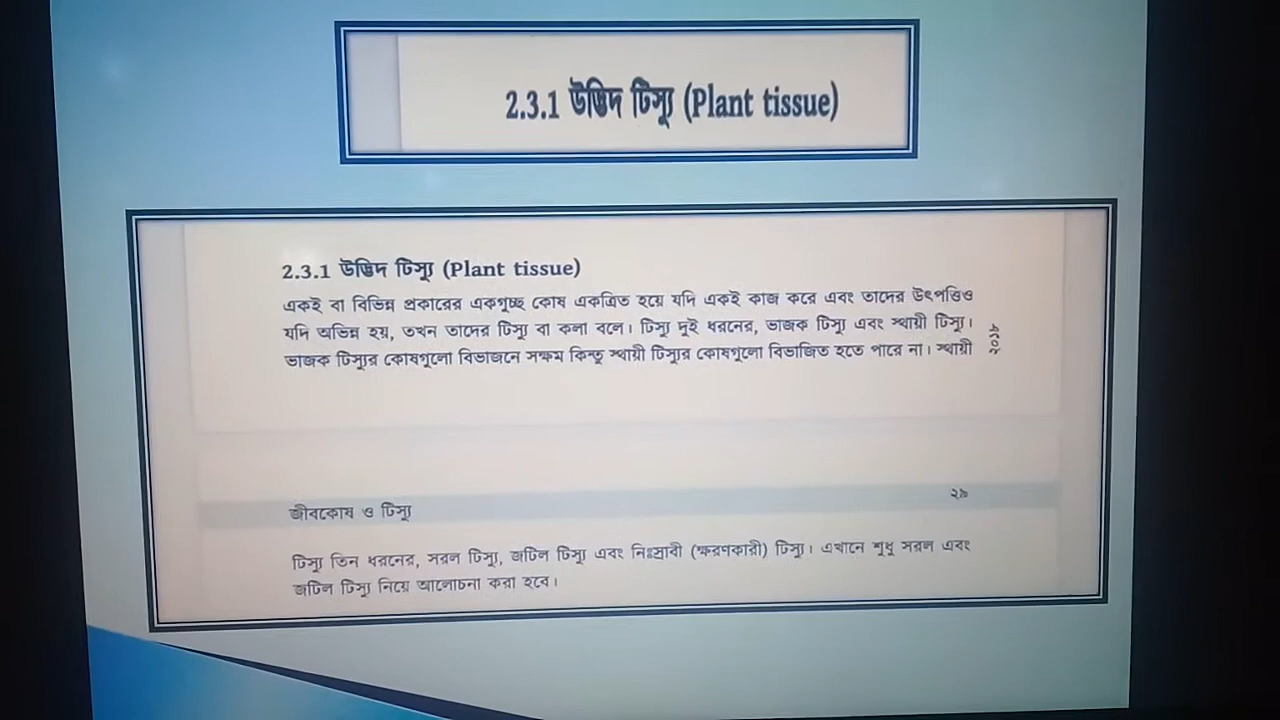 2.3.1 উদ্ভিদ টিস্যু (Plant tissue)
2.3.1 উদ্ভিদ টিস্যু (Plant tissue)
একই বা বিভিন্ন প্রকারের একগুচ্ছ কোষ একত্রিত হয়ে যদি একই কাজ করে এবং তাদের উৎপত্তিও
যদি অভিন্ন হয়, তখন তাদের টিস্যু বা কলা বলে। টিস্যু দুই ধরনের, ভাজক টিস্যু এবং স্থায়ী টিস্যু।
ভাজক টিস্যুর কোষগুলো বিভাজনে সক্ষম কিন্তু স্থায়ী টিস্যুর কোষগুলো বিভাজিত হতে পারে না। স্থায়ী
জীবকোষ ও টিস্যু
২৯
টিস্যু তিন ধরনের, সরল টিস্যু, জটিল টিস্যু এবং নিঃস্রাবী (ক্ষরণকারী) টিস্যু। এখানে শুধু সরল এবং
জটিল টিস্যু নিয়ে আলোচনা করা হবে।